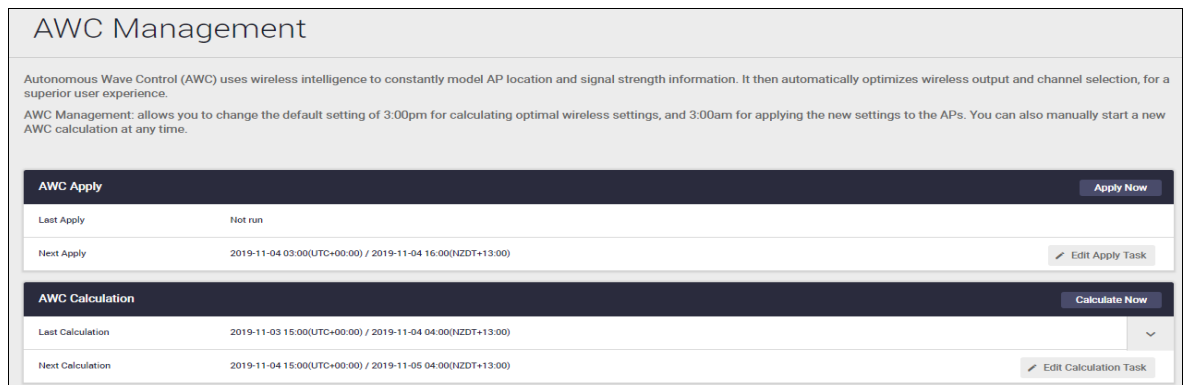 AWC Management
Autonomous Wave Control (AWC) uses wireless intelligence to constantly model AP location and signal strength information. It then automatically optimizes wireless output and channel selection, for a
superior user experience.
AWC Management: allows you to change the default setting of 3:00pm for calculating optimal wireless settings, and 3:00am for applying the new settings to the APs. You can also manually start a new
AWC calculation at any time.
AWC Apply Apply Now
Last Apply Not run
Next Apply 2019-11-04 03:00(UTC+00:00) / 2019-11-04 16:00(NZDT+13:00) Edit Apply Task
AWC Calculation Calculate Now
Last Calculation 2019-11-03 15:00(UTC+00:00) / 2019-11-04 04:00(NZDT+13:00)
Next Calculation 2019-11-04 15:00(UTC+00:00) / 2019-11-05 04:00(NZDT+13:00) Edit Calculation Task